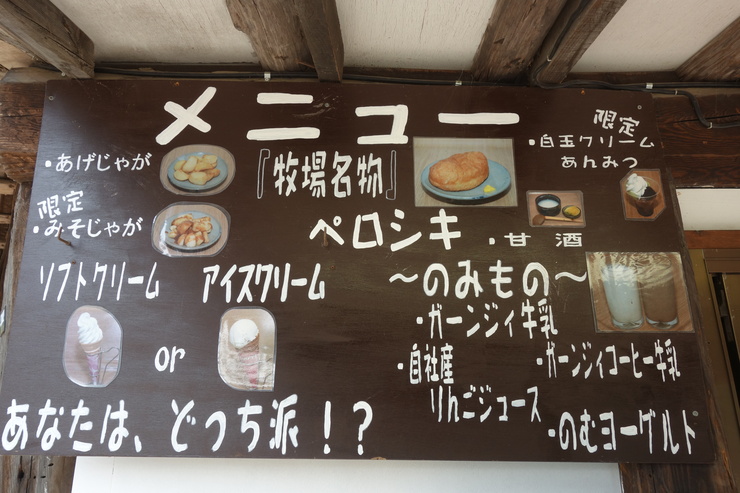 メニュー
・あげじゃが
限定
・みそじゃが
『牧場名物』
ペロシキ
限定
・白玉クリーム
あんみつ
・甘酒
ソフトクリーム
アイスクリーム
or
あなたは、どっち派!?
～のみもの～
・ガーンジィ牛乳
・自社産
りんごジュース
・ガーンジィコーヒー牛乳
・のむヨーグルト